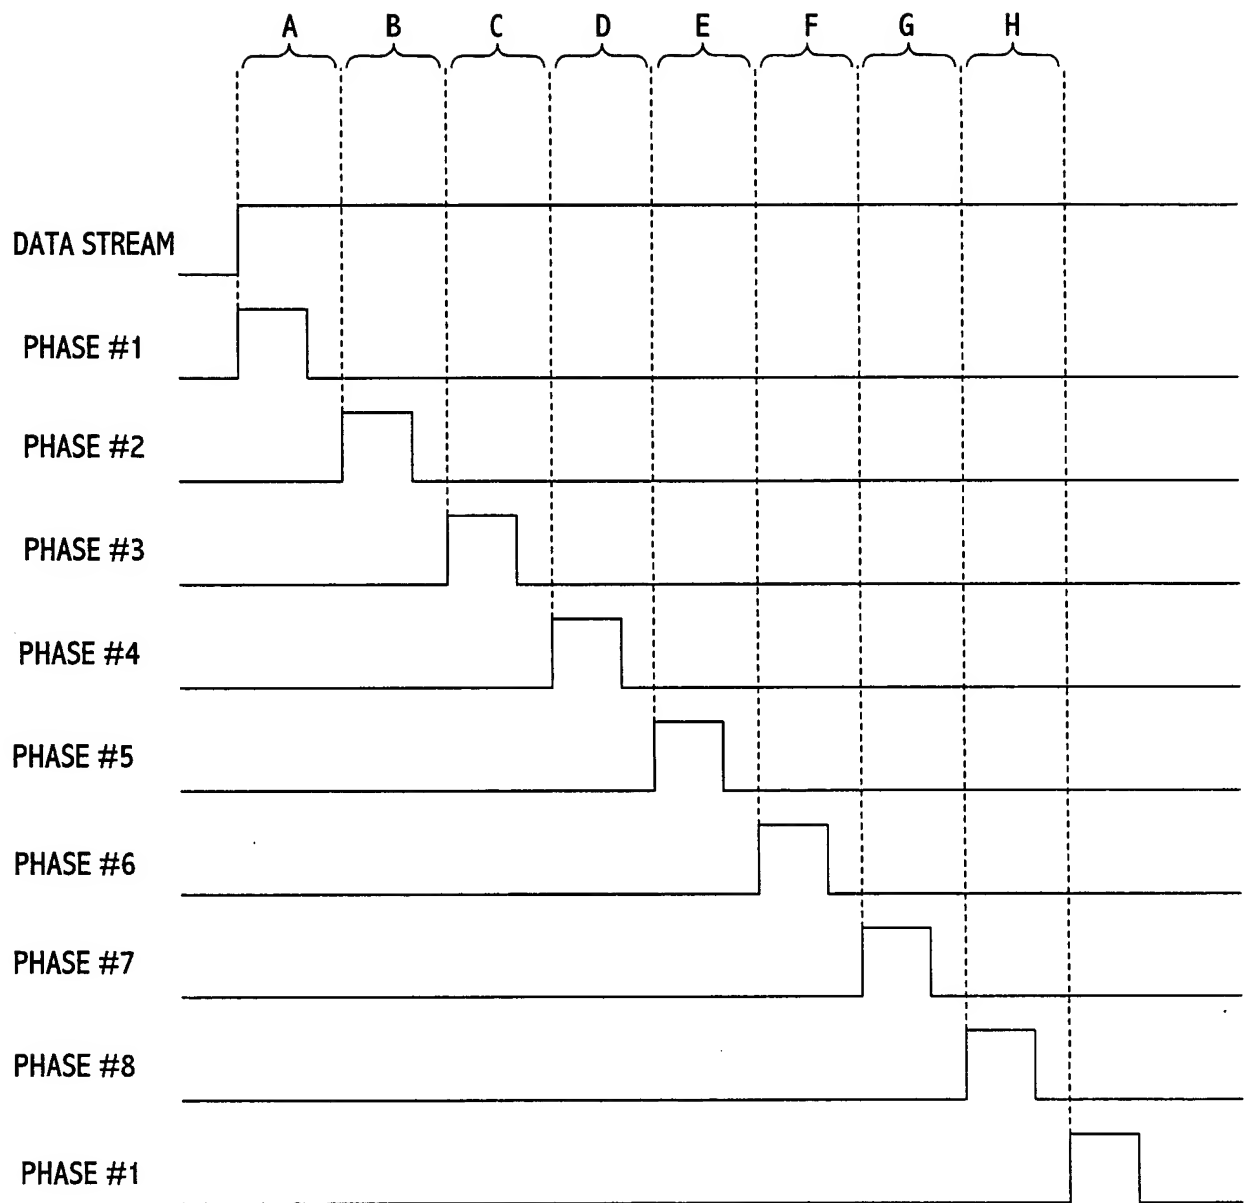 A B C D E F G H
DATA STREAM
PHASE #1
PHASE #2
PHASE #3
PHASE #4
PHASE #5
PHASE #6
PHASE #7
PHASE #8
PHASE #1